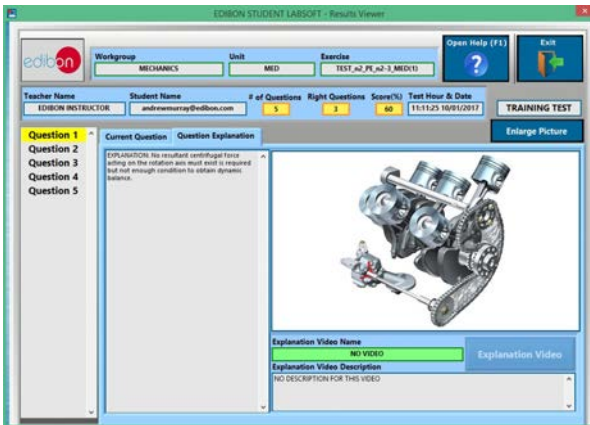 EDIBON STUDENT LABSOFT - Results Viewer
edibon
Workgroup
MECHANICS
Unit
MED
Exercise
TEST_n2_PE_n2-3_MED(1)
Open Help (F1)
?
Exit
Teacher Name
EDIBON INSTRUCTOR
Student Name
andrewmurray@edibon.com
# of Questions
5
Right Questions
3
Score(%)
60
Test Hour & Date
11:11:25 10/01/2017
TRAINING TEST
Question 1
Question 2
Question 3
Question 4
Question 5
Current Question
Question Explanation
Enlarge Picture
EXPLANATION: No resultant centrifugal force
acting on the rotation axis must exist is required
but not enough condition to obtain dynamic
balance.
Explanation Video Name
NO VIDEO
Explanation Video
Explanation Video Description
NO DESCRIPTION FOR THIS VIDEO